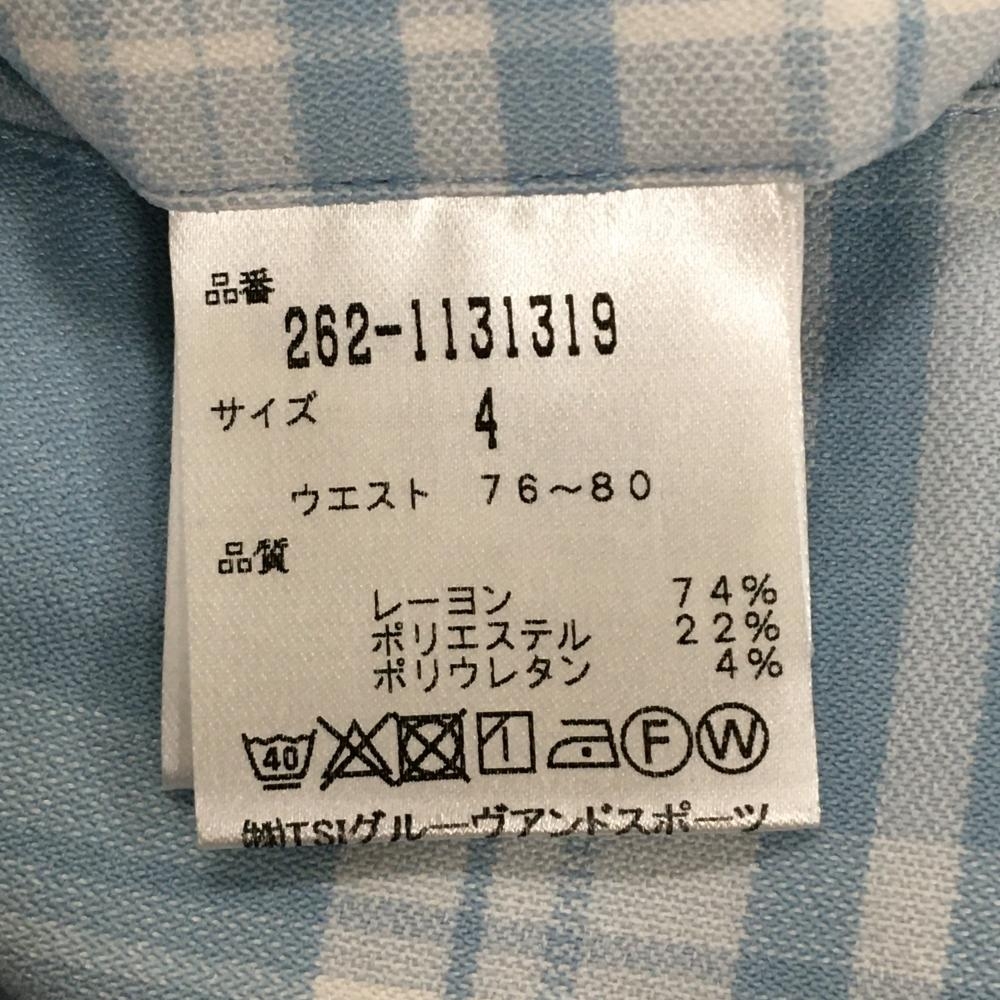 品番
262-1131319
サイズ 4
ウエスト 76～80
品質
レーヨン 74%
ポリエステル 22%
ポリウレタン 4%
40 F W
㈱TSIグルーヴアンドスポーツ